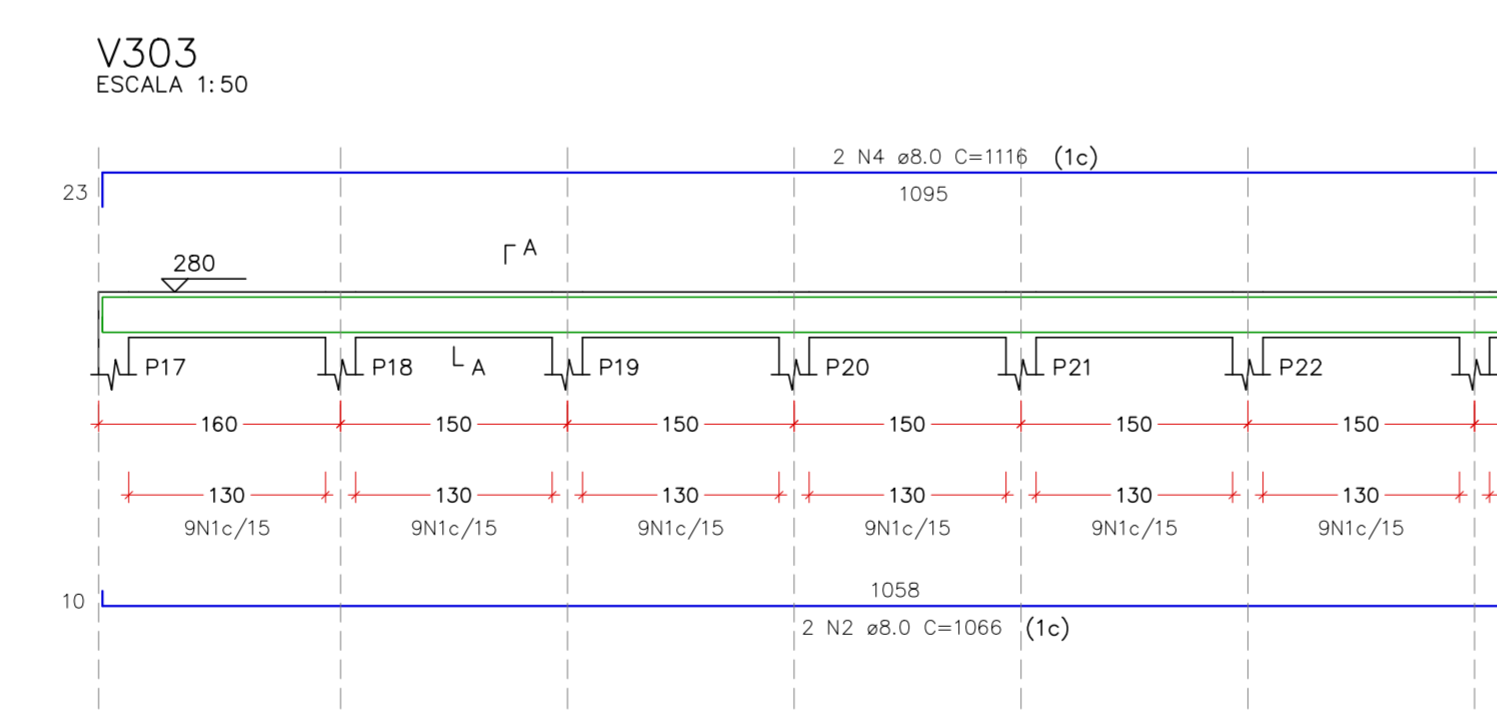 V303
ESCALA 1:50
2 N4 ø8.0 C=1116 (1c)
23
1095
A
280
P17 P18 A P19 P20 P21 P22
160 150 150 150 150 150
130 130 130 130 130 130
9N1c/15 9N1c/15 9N1c/15 9N1c/15 9N1c/15 9N1c/15
1058
10
2 N2 ø8.0 C=1066 (1c)